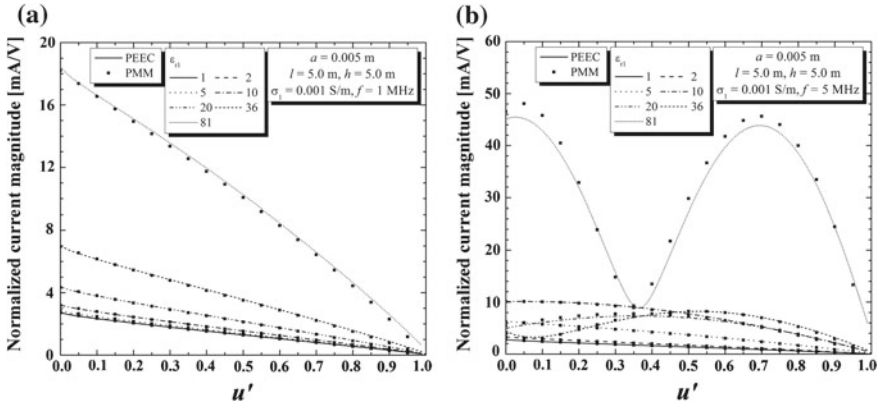 (a)
Normalized current magnitude [mA/V]
20
16
12
8
4
0
PEEC
PMM
εr1
1 2
5 10
20 36
81
a = 0.005 m
l = 5.0 m, h = 5.0 m
σ1 = 0.001 S/m, f = 1 MHz
0.0 0.1 0.2 0.3 0.4 0.5 0.6 0.7 0.8 0.9 1.0
u'
(b)
Normalized current magnitude [mA/V]
60
50
40
30
20
10
0
PEEC
PMM
εr1
1 2
5 10
20 36
81
a = 0.005 m
l = 5.0 m, h = 5.0 m
σ1 = 0.001 S/m, f = 5 MHz
0.0 0.1 0.2 0.3 0.4 0.5 0.6 0.7 0.8 0.9 1.0
u'